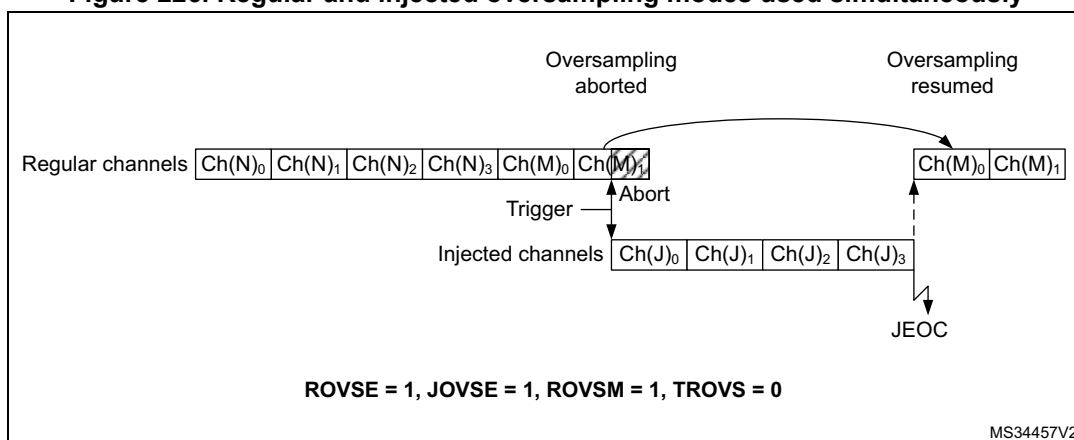 Figure 226. Regular and injected oversampling modes used simultaneously
Oversampling
aborted
Oversampling
resumed
Regular channels Ch(N)₀ Ch(N)₁ Ch(N)₂ Ch(N)₃ Ch(M)₀ Ch(M)₁ Ch(M)₀ Ch(M)₁
Abort
Trigger
Injected channels Ch(J)₀ Ch(J)₁ Ch(J)₂ Ch(J)₃
JEOC
ROVSE = 1, JOVSE = 1, ROVSM = 1, TROVS = 0
MS34457V2